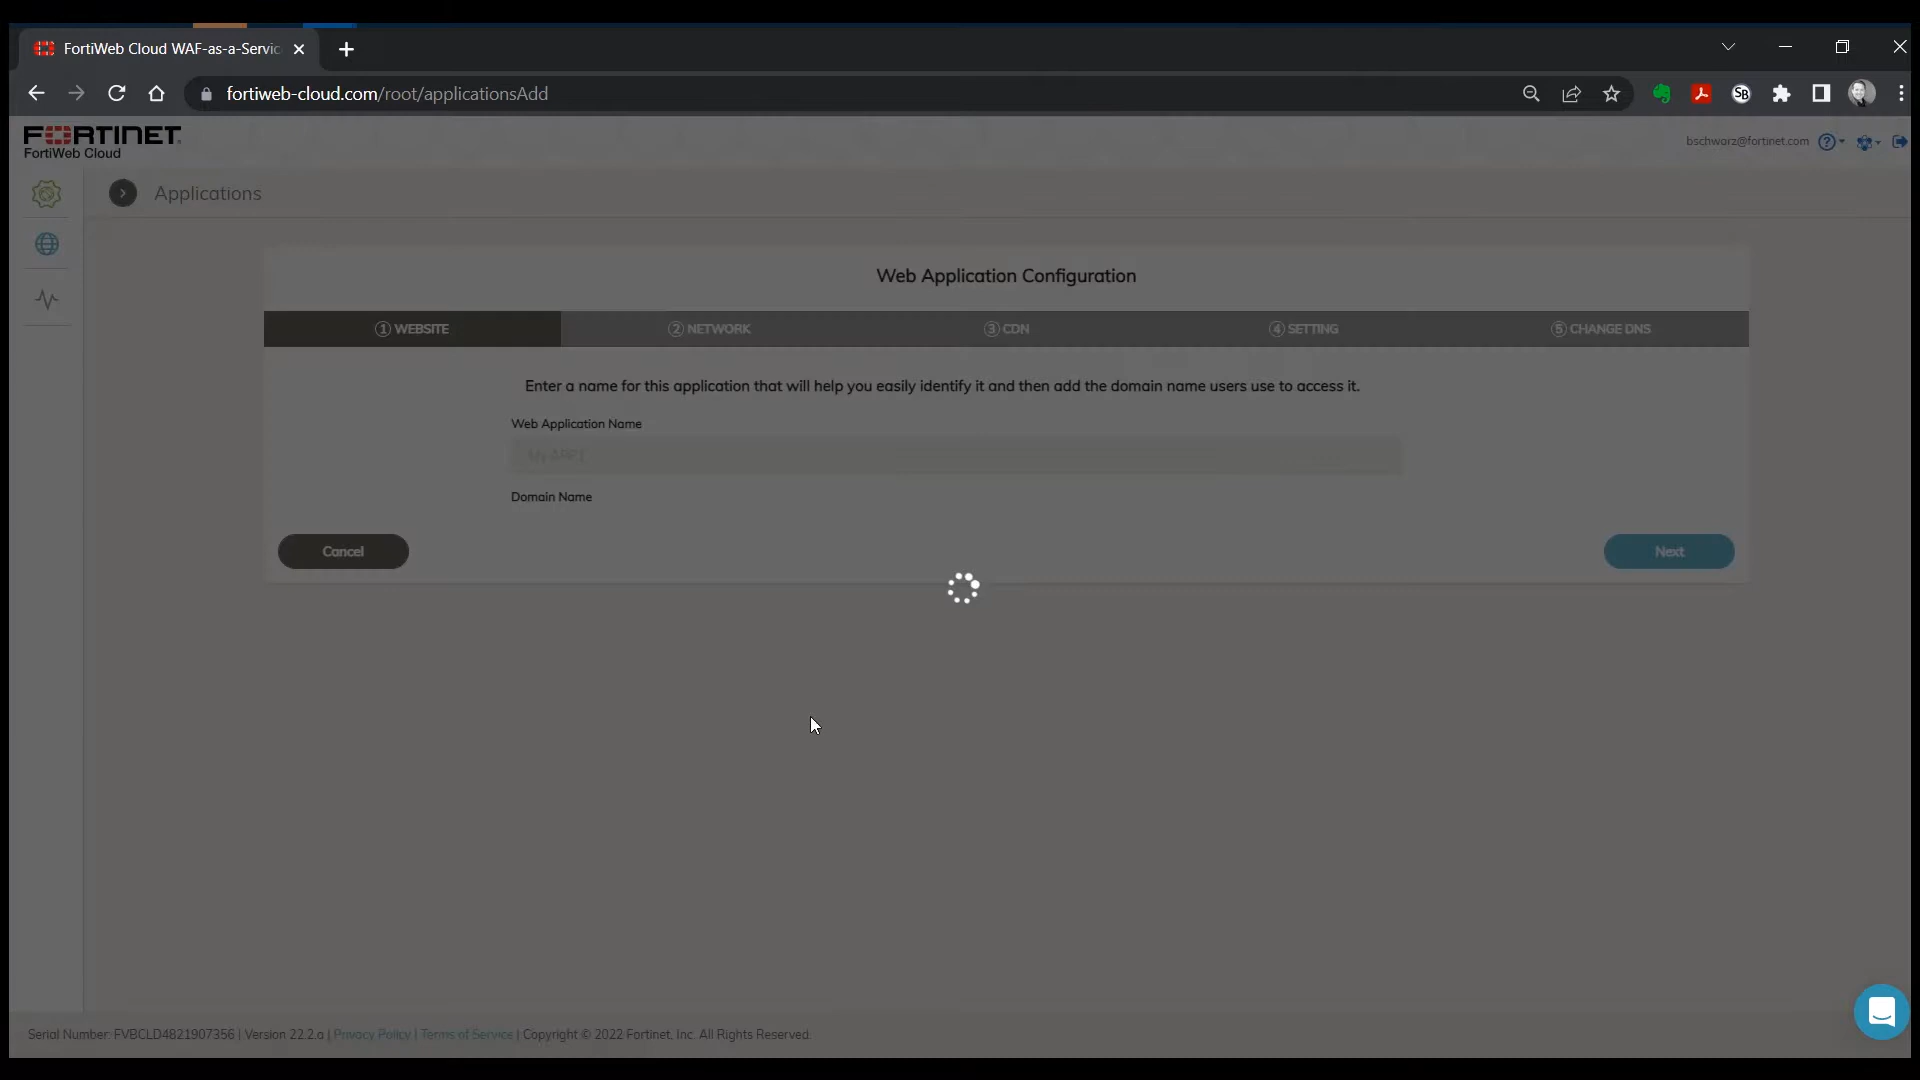 FortiWeb Cloud WAF-as-a-Servic
fortiweb-cloud.com/root/applicationsAdd
SB
FORTINET
FortiWeb Cloud
bschwarz@fortinet.com
Applications
Web Application Configuration
1 WEBSITE
2 NETWORK
3 CDN
4 SETTING
5 CHANGE DNS
Enter a name for this application that will help you easily identify it and then add the domain name users use to access it.
Web Application Name
My APP1
Domain Name
Cancel
Next
Serial Number: FVBCLD4821907356 | Version 22.2.a | Privacy Policy | Terms of Service | Copyright © 2022 Fortinet, Inc. All Rights Reserved.